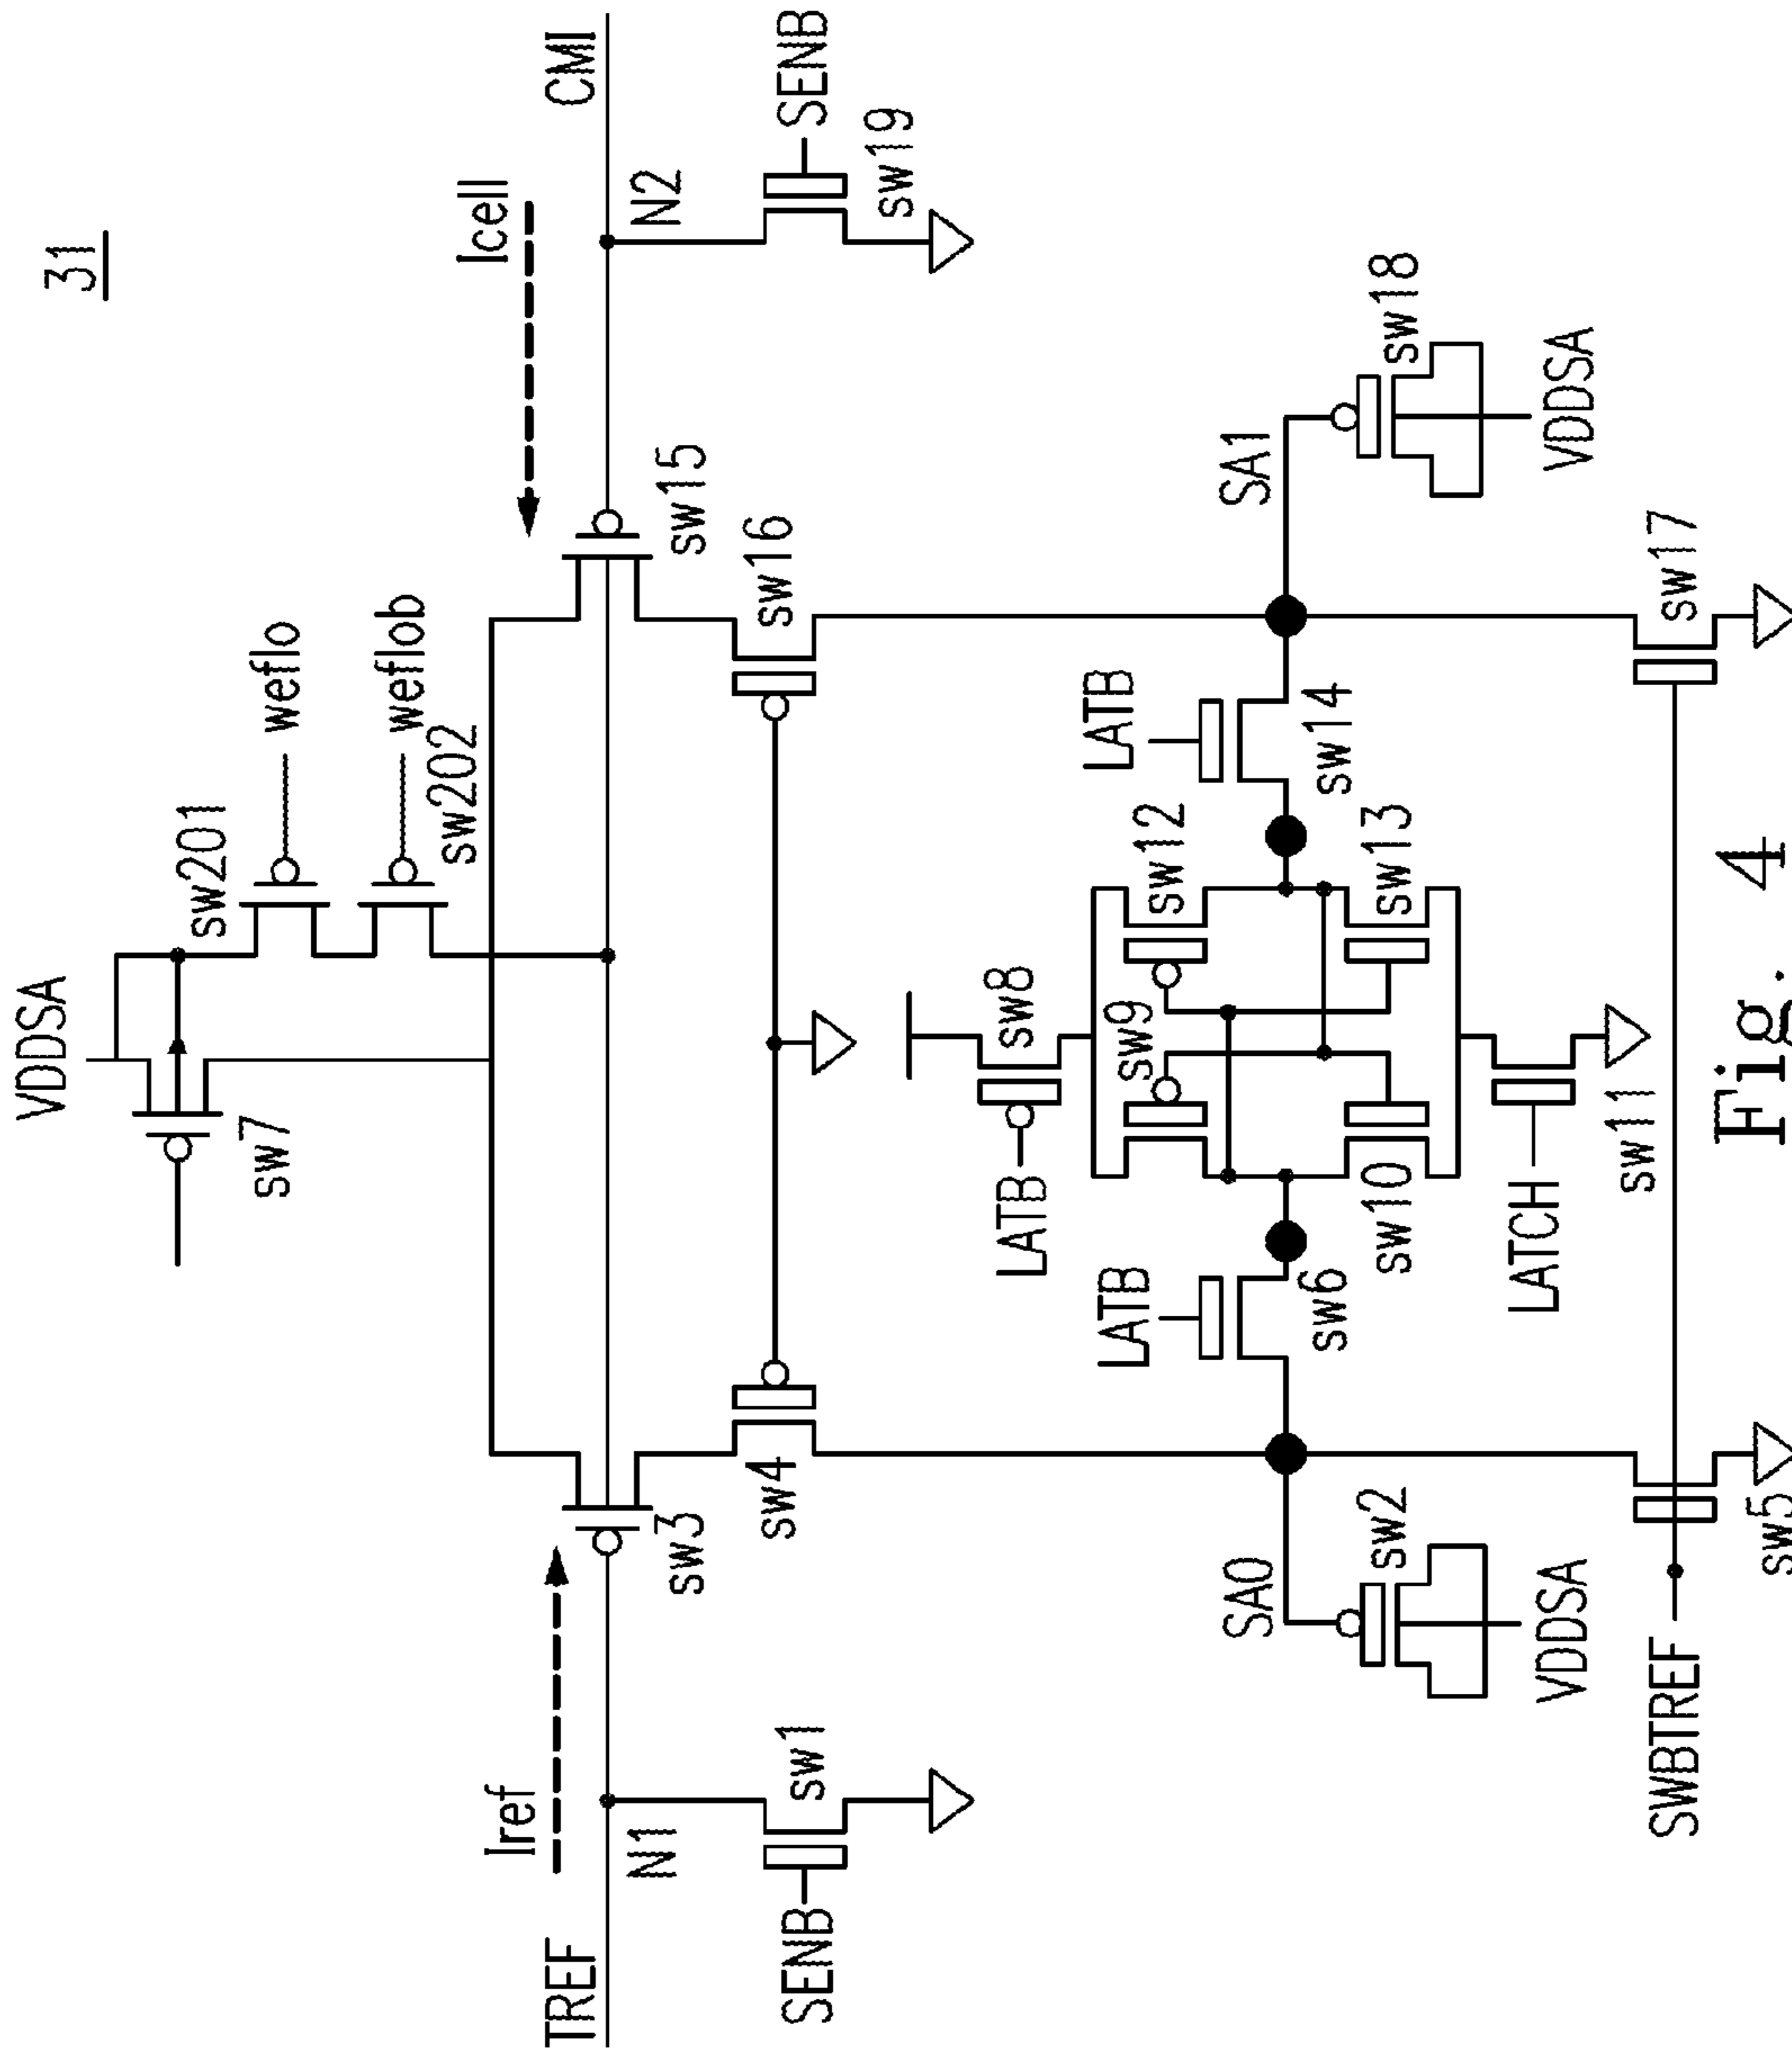 31
VDDSA
sw7
sw201
weflo
sw202
weflob
Iref
Icell
TREF
CMI
N1
N2
SENB
sw1
SENB
sw19
sw3
sw15
sw4
sw16
LATB
sw8
LATB
sw6
LATB
sw14
sw9
sw12
sw10
sw13
SA0
SA1
sw2
sw18
VDDSA
VDDSA
LATCH
sw11
SWBTREF
sw5
sw17
Fig. 4